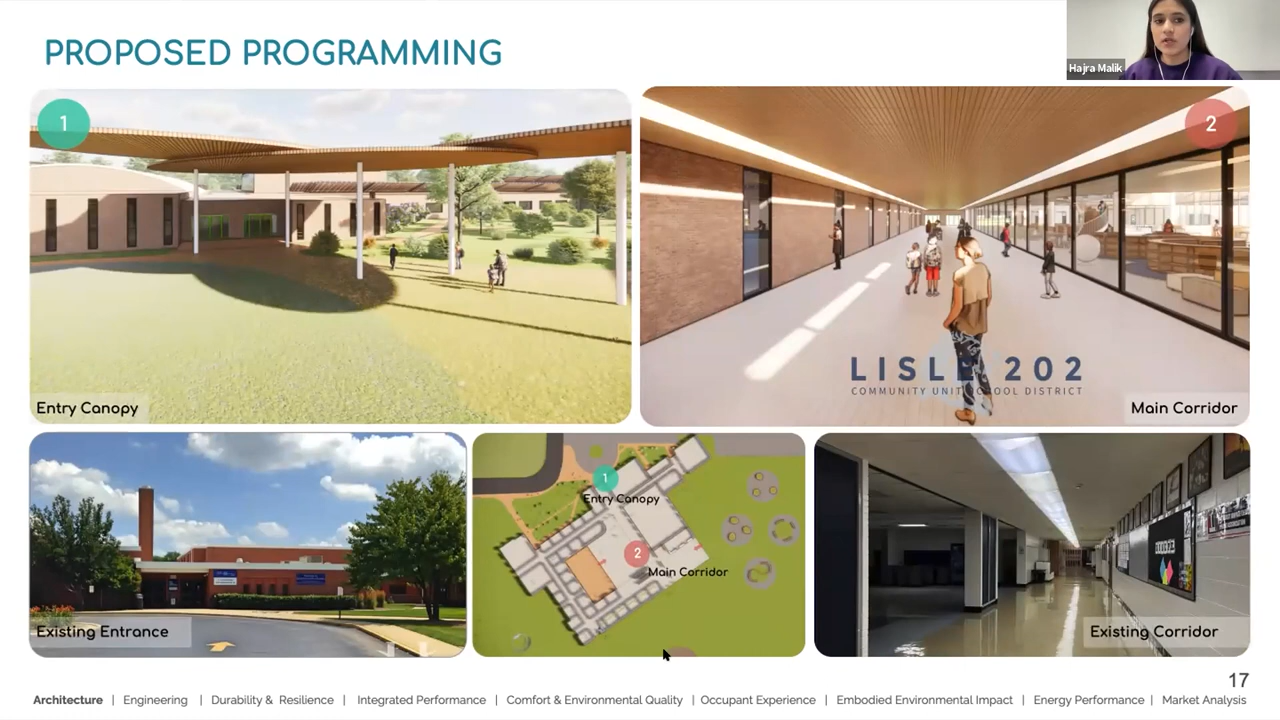 PROPOSED PROGRAMMING
Hajra Malik
1
Entry Canopy
2
LISLE 202
COMMUNITY UNIT SCHOOL DISTRICT
Main Corridor
Existing Entrance
1
Entry Canopy
2
Main Corridor
Existing Corridor
17
Architecture | Engineering | Durability & Resilience | Integrated Performance | Comfort & Environmental Quality | Occupant Experience | Embodied Environmental Impact | Energy Performance | Market Analysis